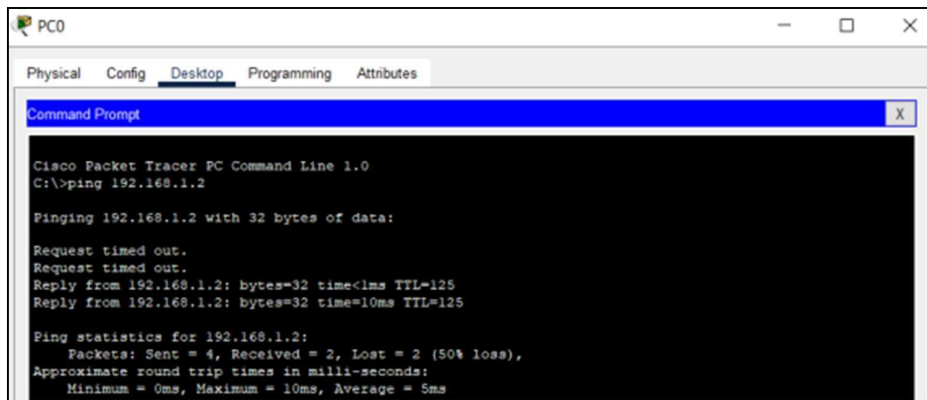 PC0
Physical Config Desktop Programming Attributes
Command Prompt
X
Cisco Packet Tracer PC Command Line 1.0
C:\>ping 192.168.1.2
Pinging 192.168.1.2 with 32 bytes of data:
Request timed out.
Request timed out.
Reply from 192.168.1.2: bytes=32 time<1ms TTL=125
Reply from 192.168.1.2: bytes=32 time=10ms TTL=125
Ping statistics for 192.168.1.2:
Packets: Sent = 4, Received = 2, Lost = 2 (50% loss),
Approximate round trip times in milli-seconds:
Minimum = 0ms, Maximum = 10ms, Average = 5ms